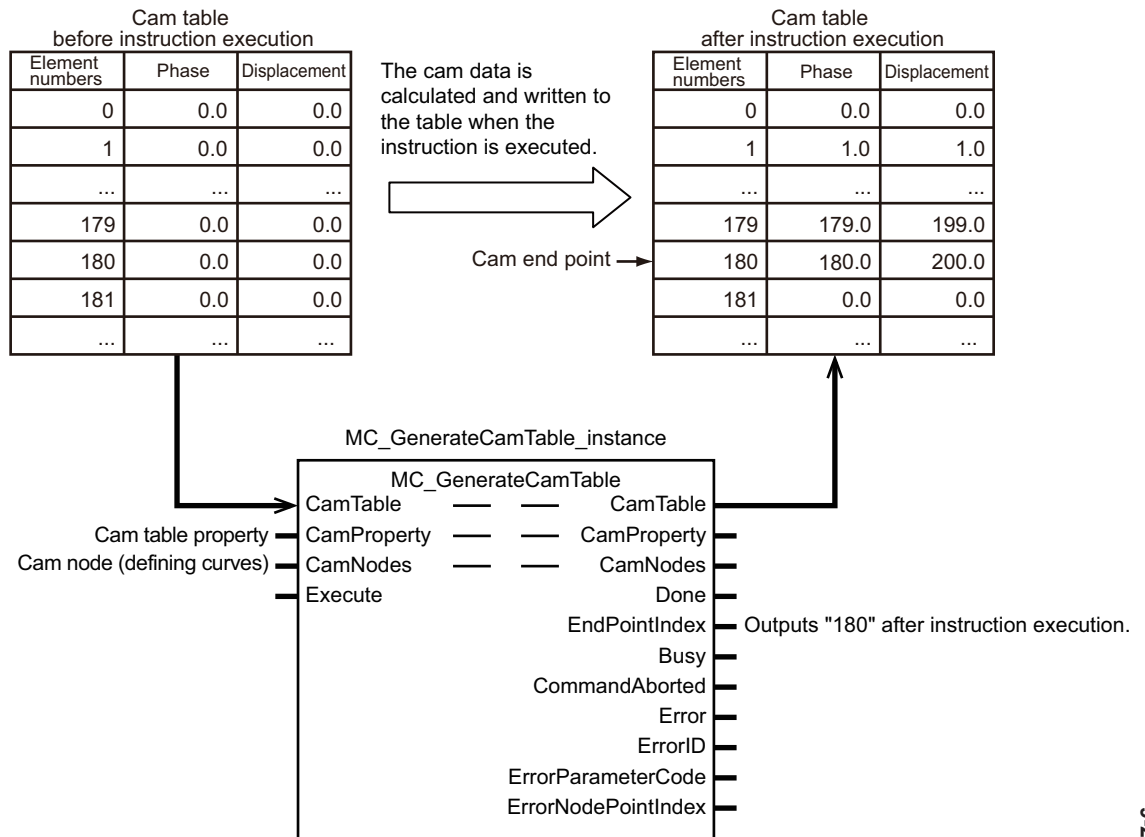 Cam table
before instruction execution
Element numbers Phase Displacement
0 0.0 0.0
1 0.0 0.0
... ... ...
179 0.0 0.0
180 0.0 0.0
181 0.0 0.0
... ... ...
The cam data is
calculated and written to
the table when the
instruction is executed.
Cam end point
Cam table
after instruction execution
Element numbers Phase Displacement
0 0.0 0.0
1 1.0 1.0
... ... ...
179 179.0 199.0
180 180.0 200.0
181 0.0 0.0
... ... ...
MC_GenerateCamTable_instance
MC_GenerateCamTable
CamTable — — CamTable
Cam table property CamProperty — — CamProperty
Cam node (defining curves) CamNodes — — CamNodes
Execute Done
EndPointIndex Outputs "180" after instruction execution.
Busy
CommandAborted
Error
ErrorID
ErrorParameterCode
ErrorNodePointIndex